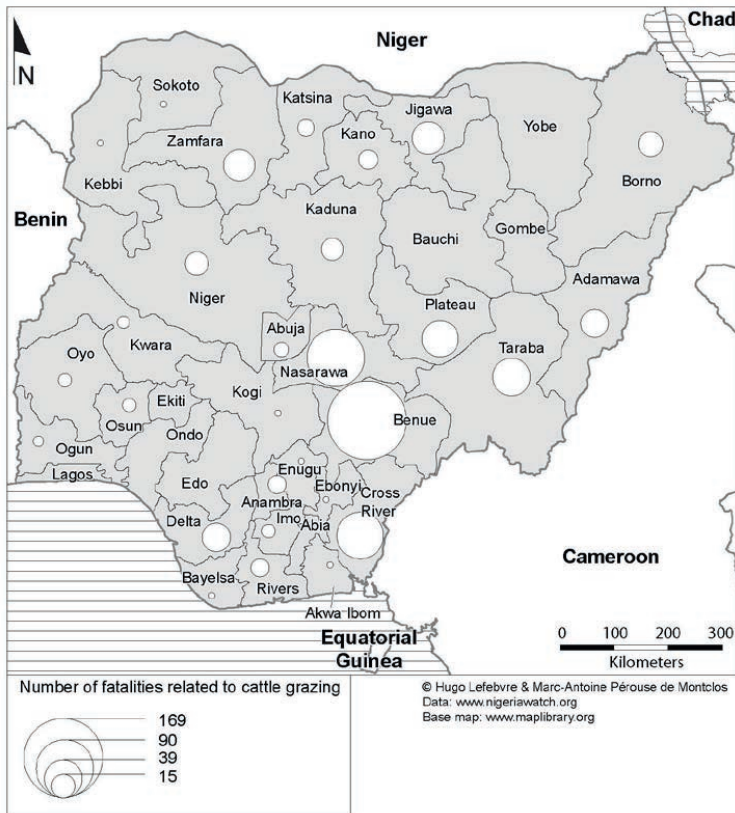 Chad
Niger
N
Sokoto
Katsina
Jigawa
Yobe
Zamfara
Kano
Kebbi
Borno
Benin
Kaduna
Bauchi
Gombe
Adamawa
Niger
Plateau
Abuja
Taraba
Kwara
Oyo
Nasarawa
Kogi
Ekiti
Benue
Osun
Ondo
Ogun
Enugu
Lagos
Edo
Ebonyi
Cross
River
Anambra
Delta
Imo
Abia
Cameroon
Bayelsa
Rivers
Akwa Ibom
Equatorial
Guinea
0 100 200 300
Kilometers
Number of fatalities related to cattle grazing
169
90
39
15
© Hugo Lefebvre & Marc-Antoine Pérouse de Montclos
Data: www.nigeriawatch.org
Base map: www.maplibrary.org